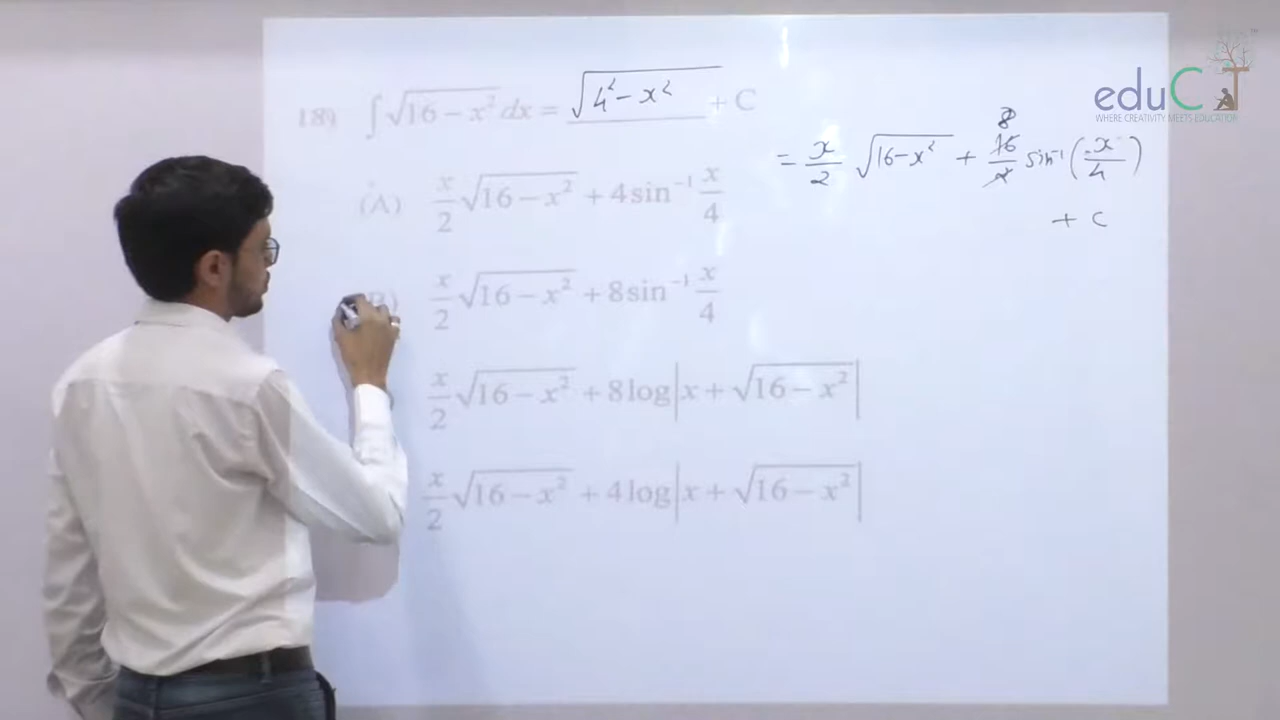 eduCAT
WHERE CREATIVITY MEETS EDUCATION
18) ∫√(16 − x²) dx = √(4² − x²) + C
= x/2 √(16 − x²) + 8 16/2 sin⁻¹ (x/4)
+ C
(A) x/2 √(16 − x²) + 4 sin⁻¹ x/4
(B) x/2 √(16 − x²) + 8 sin⁻¹ x/4
x/2 √(16 − x²) + 8 log |x + √(16 − x²)|
x/2 √(16 − x²) + 4 log |x + √(16 − x²)|